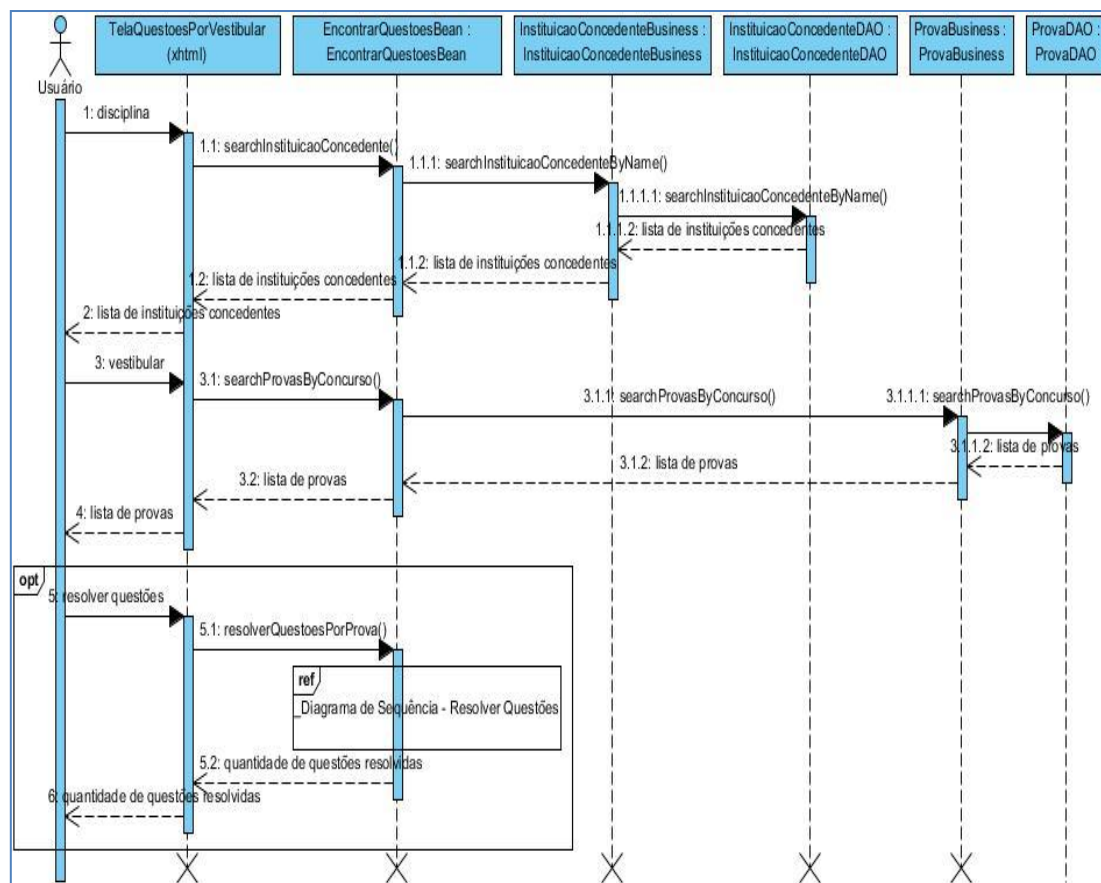 TelaQuestoesPorVestibular
(xhtml)
EncontrarQuestoesBean :
EncontrarQuestoesBean
InstituicaoConcedenteBusiness :
InstituicaoConcedenteBusiness
InstituicaoConcedenteDAO :
InstituicaoConcedenteDAO
ProvaBusiness :
ProvaBusiness
ProvaDAO :
ProvaDAO
Usuário
1: disciplina
1.1: searchInstituicaoConcedente()
1.1.1: searchInstituicaoConcedenteByName()
1.1.1.1: searchInstituicaoConcedenteByName()
1.1.1.2: lista de instituições concedentes
1.1.2: lista de instituições concedentes
1.2: lista de instituições concedentes
2: lista de instituições concedentes
3: vestibular
3.1: searchProvasByConcurso()
3.1.1: searchProvasByConcurso()
3.1.1.1: searchProvasByConcurso()
3.1.1.2: lista de provas
3.1.2: lista de provas
3.2: lista de provas
4: lista de provas
opt
5: resolver questões
5.1: resolverQuestoesPorProva()
ref
_Diagrama de Sequência - Resolver Questões
5.2: quantidade de questões resolvidas
6: quantidade de questões resolvidas